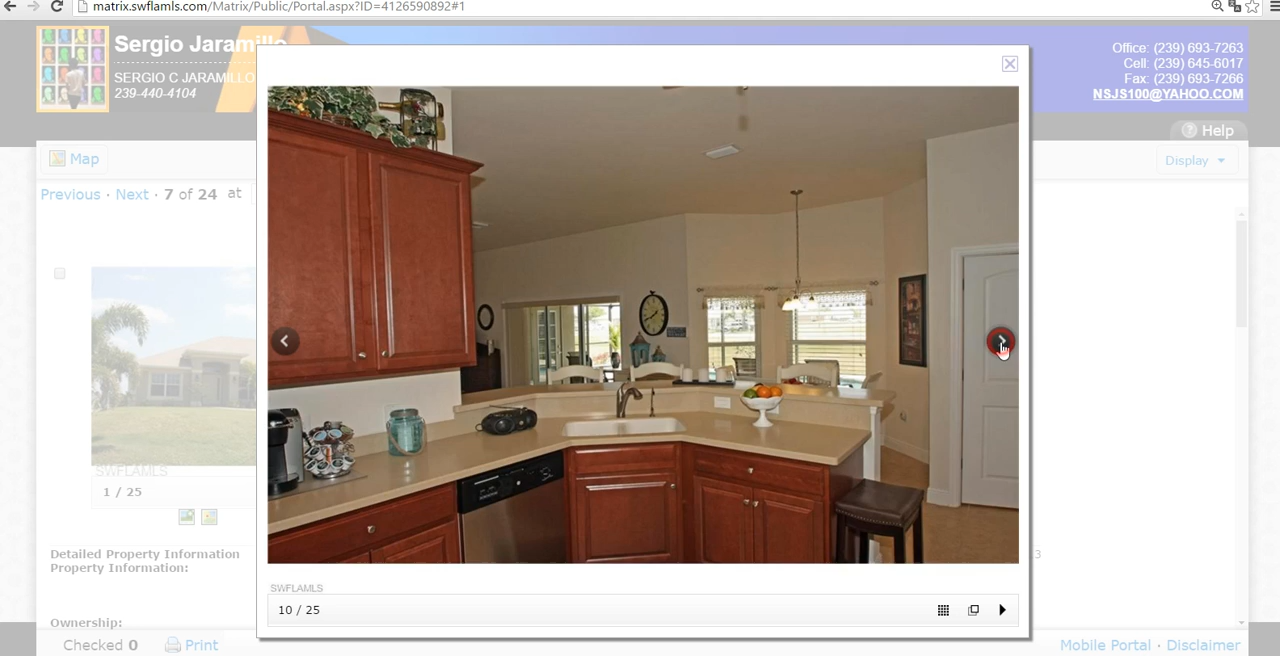 matrix.swflamls.com/Matrix/Public/Portal.aspx?ID=4126590892#1
Sergio Jaramillo
SERGIO C JARAMILLO
239-440-4104
Office: (239) 693-7263
Cell: (239) 645-6017
Fax: (239) 693-7266
NSJS100@YAHOO.COM
? Help
Map
Display
Previous · Next · 7 of 24 at
SWFLAMLS
1 / 25
Detailed Property Information
Property Information:
3
Ownership:
SWFLAMLS
10 / 25
Checked 0 Print
Mobile Portal · Disclaimer